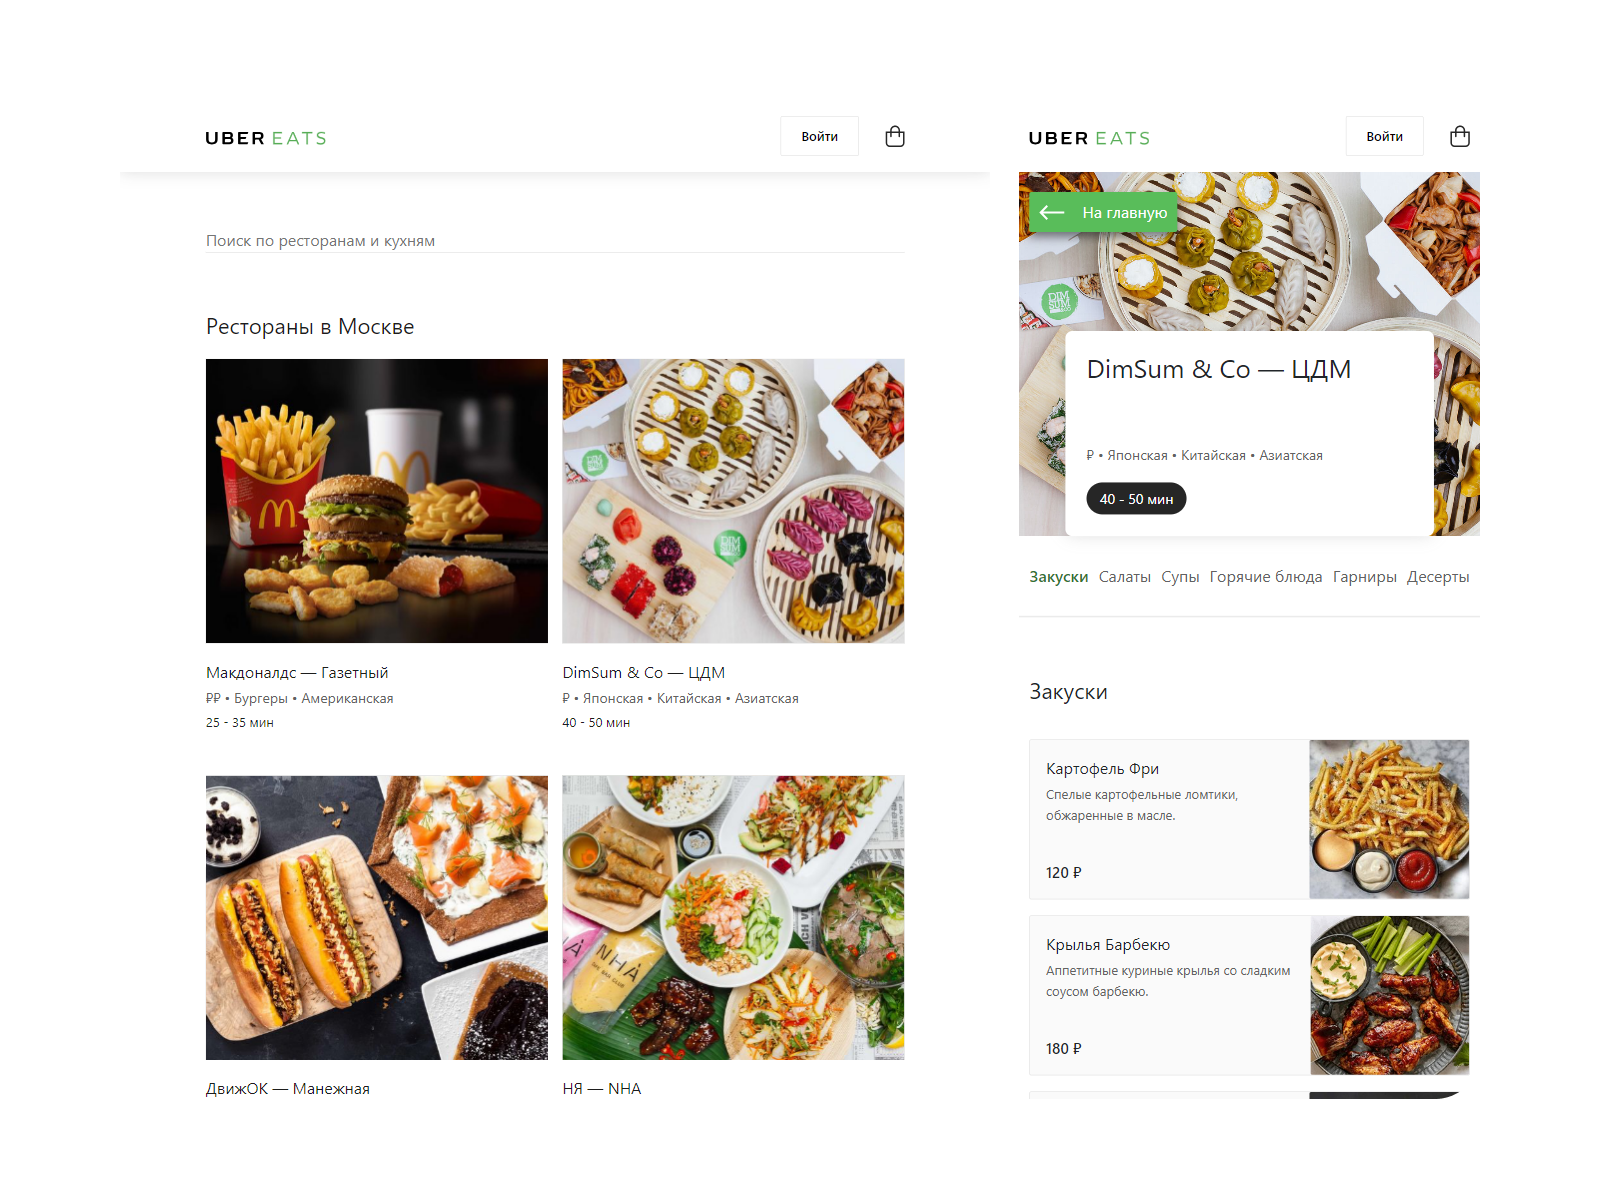 UBER EATS
Войти
Поиск по ресторанам и кухням
Рестораны в Москве
Макдоналдс — Газетный
₽₽ • Бургеры • Американская
25 - 35 мин
DimSum & Co — ЦДМ
₽ • Японская • Китайская • Азиатская
40 - 50 мин
NHA
ДвижОК — Манежная
НЯ — NHA
UBER EATS
Войти
На главную
DIM SUM
DimSum & Co — ЦДМ
₽ • Японская • Китайская • Азиатская
40 - 50 мин
Закуски Салаты Супы Горячие блюда Гарниры Десерты
Закуски
Картофель Фри
Спелые картофельные ломтики,
обжаренные в масле.
120 ₽
Крылья Барбекю
Аппетитные куриные крылья со сладким
соусом барбекю.
180 ₽